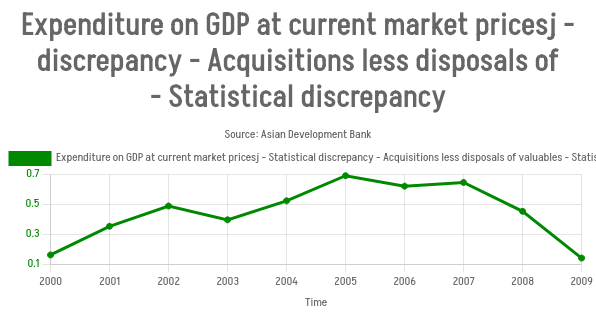 Expenditure on GDP at current market pricesj -
discrepancy - Acquisitions less disposals of
- Statistical discrepancy
Source: Asian Development Bank
Expenditure on GDP at current market pricesj - Statistical discrepancy - Acquisitions less disposals of valuables - Statis
0.7
0.5
0.3
0.1
2000 2001 2002 2003 2004 2005 2006 2007 2008 2009
Time